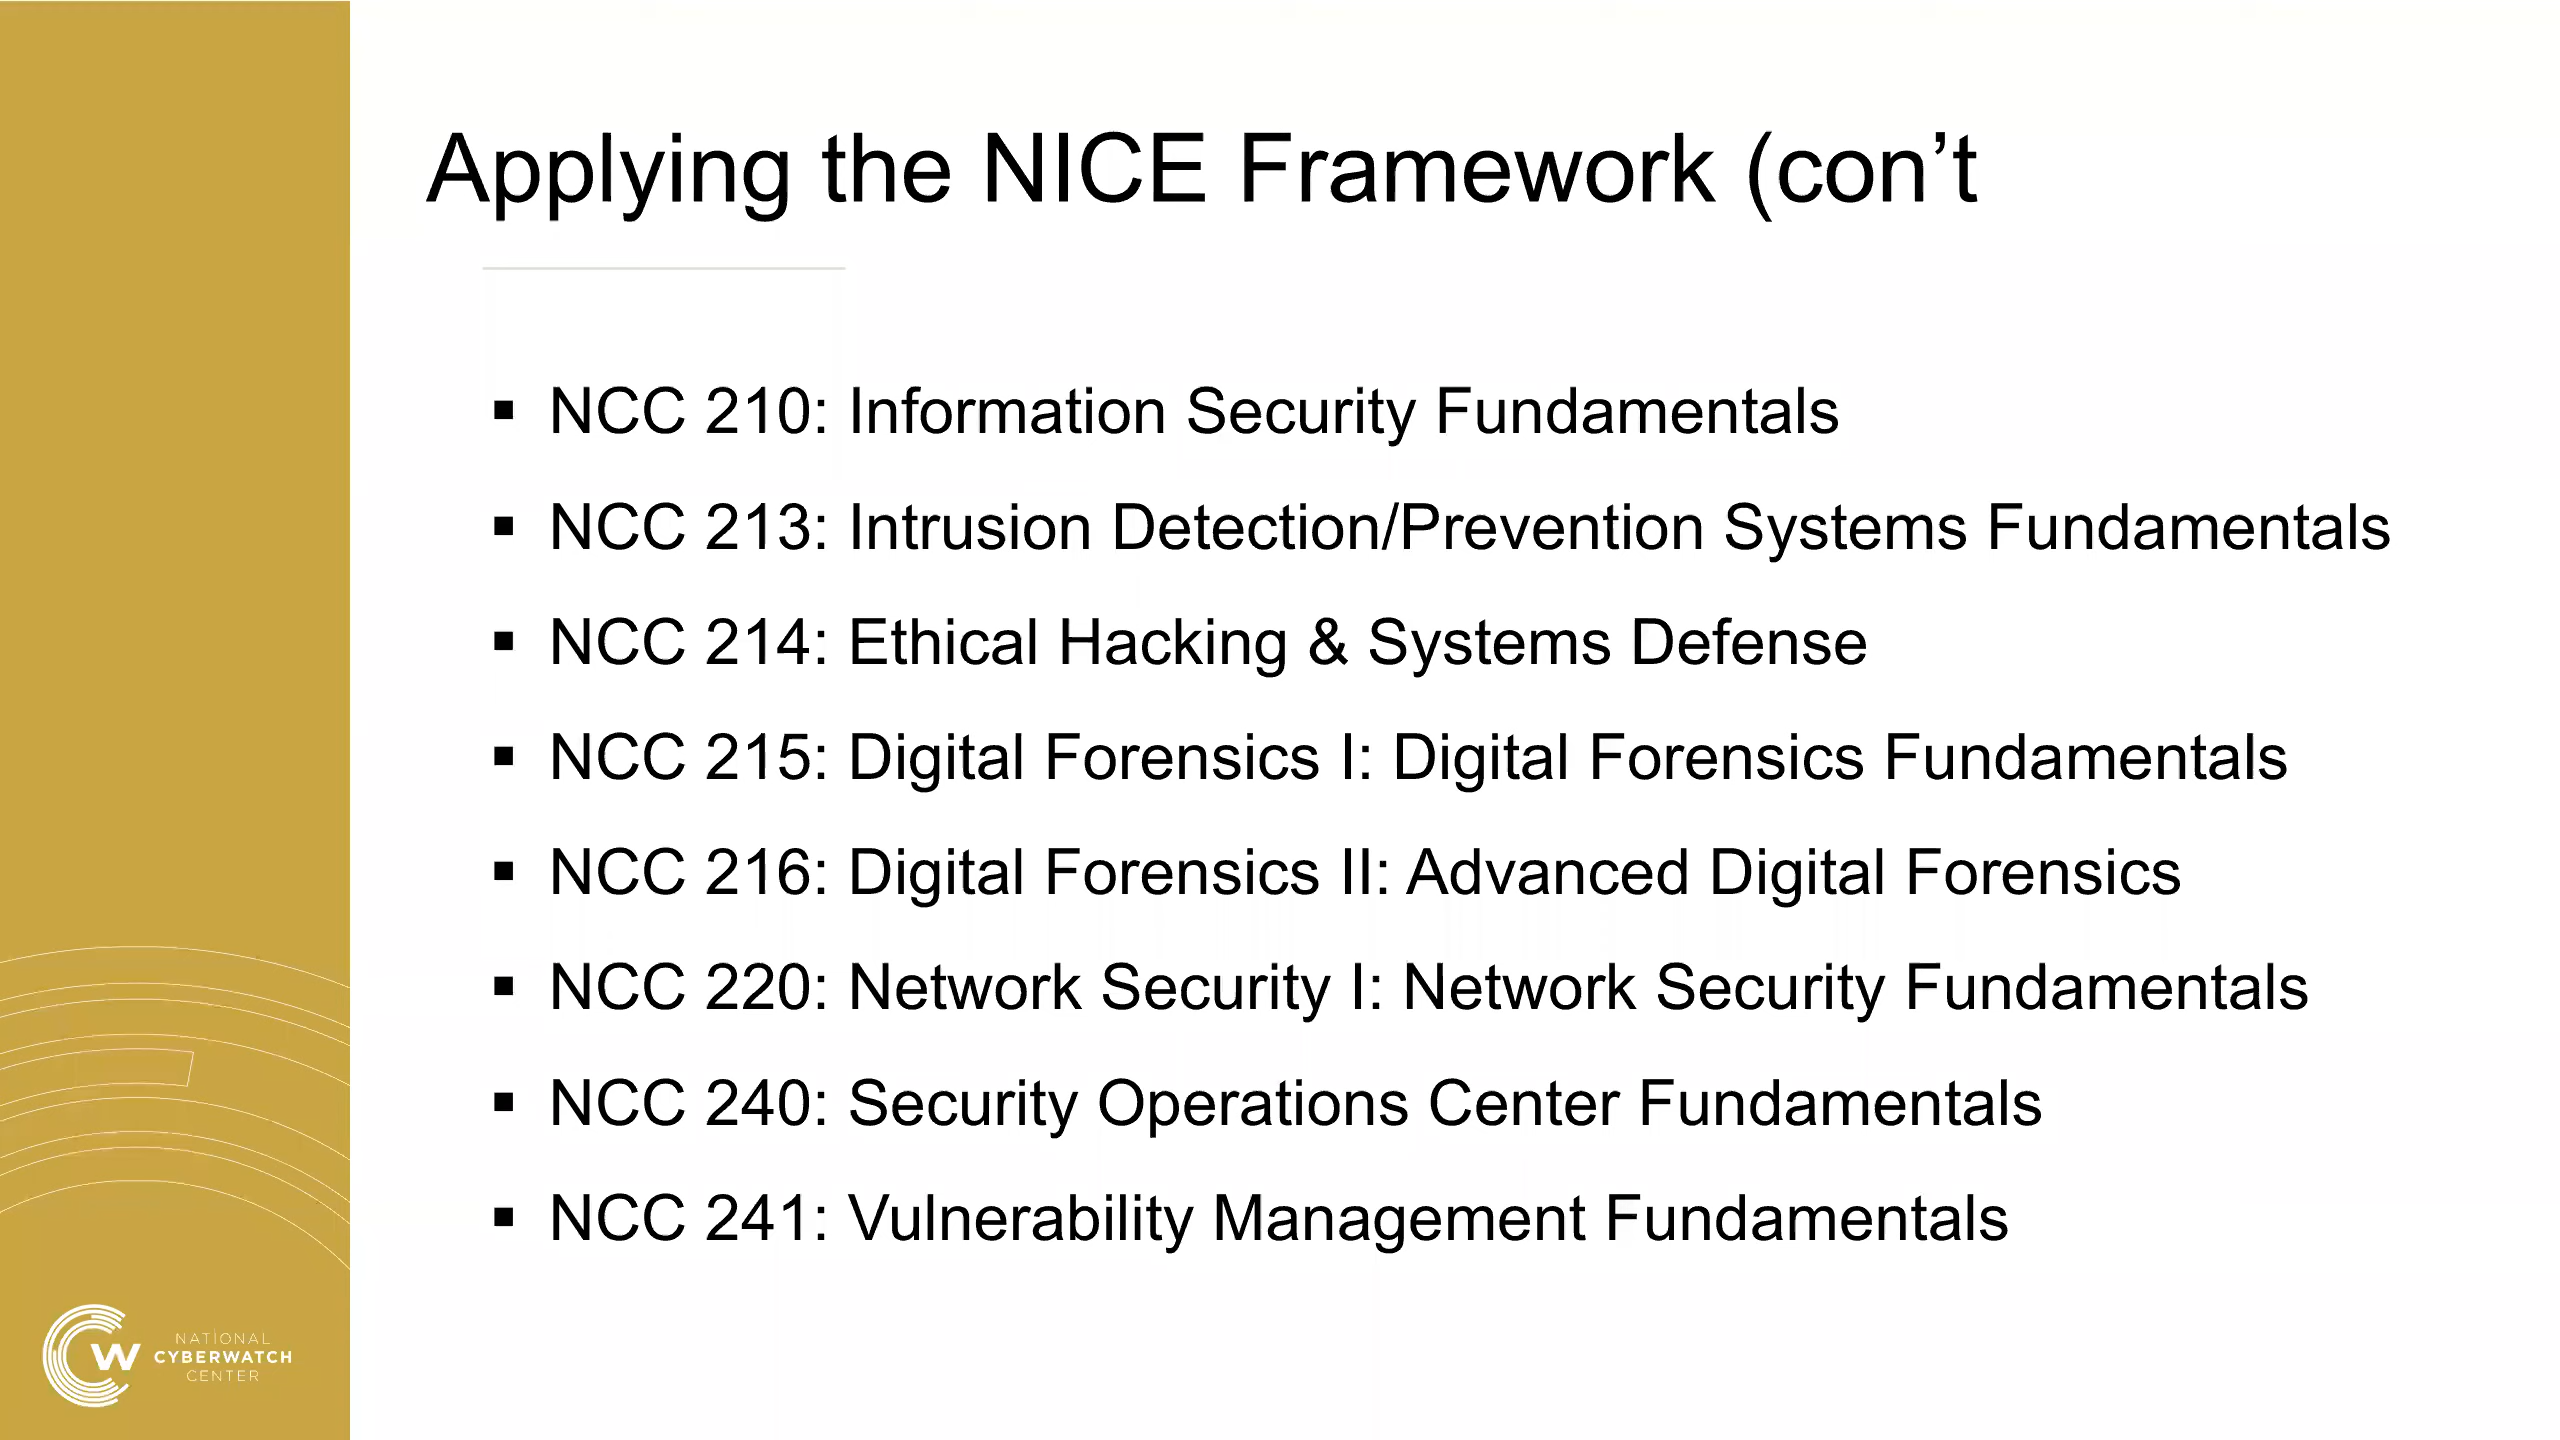 Applying the NICE Framework (con’t
▪ NCC 210: Information Security Fundamentals
▪ NCC 213: Intrusion Detection/Prevention Systems Fundamentals
▪ NCC 214: Ethical Hacking & Systems Defense
▪ NCC 215: Digital Forensics I: Digital Forensics Fundamentals
▪ NCC 216: Digital Forensics II: Advanced Digital Forensics
▪ NCC 220: Network Security I: Network Security Fundamentals
▪ NCC 240: Security Operations Center Fundamentals
▪ NCC 241: Vulnerability Management Fundamentals
CW
NATIONAL
CYBERWATCH
CENTER